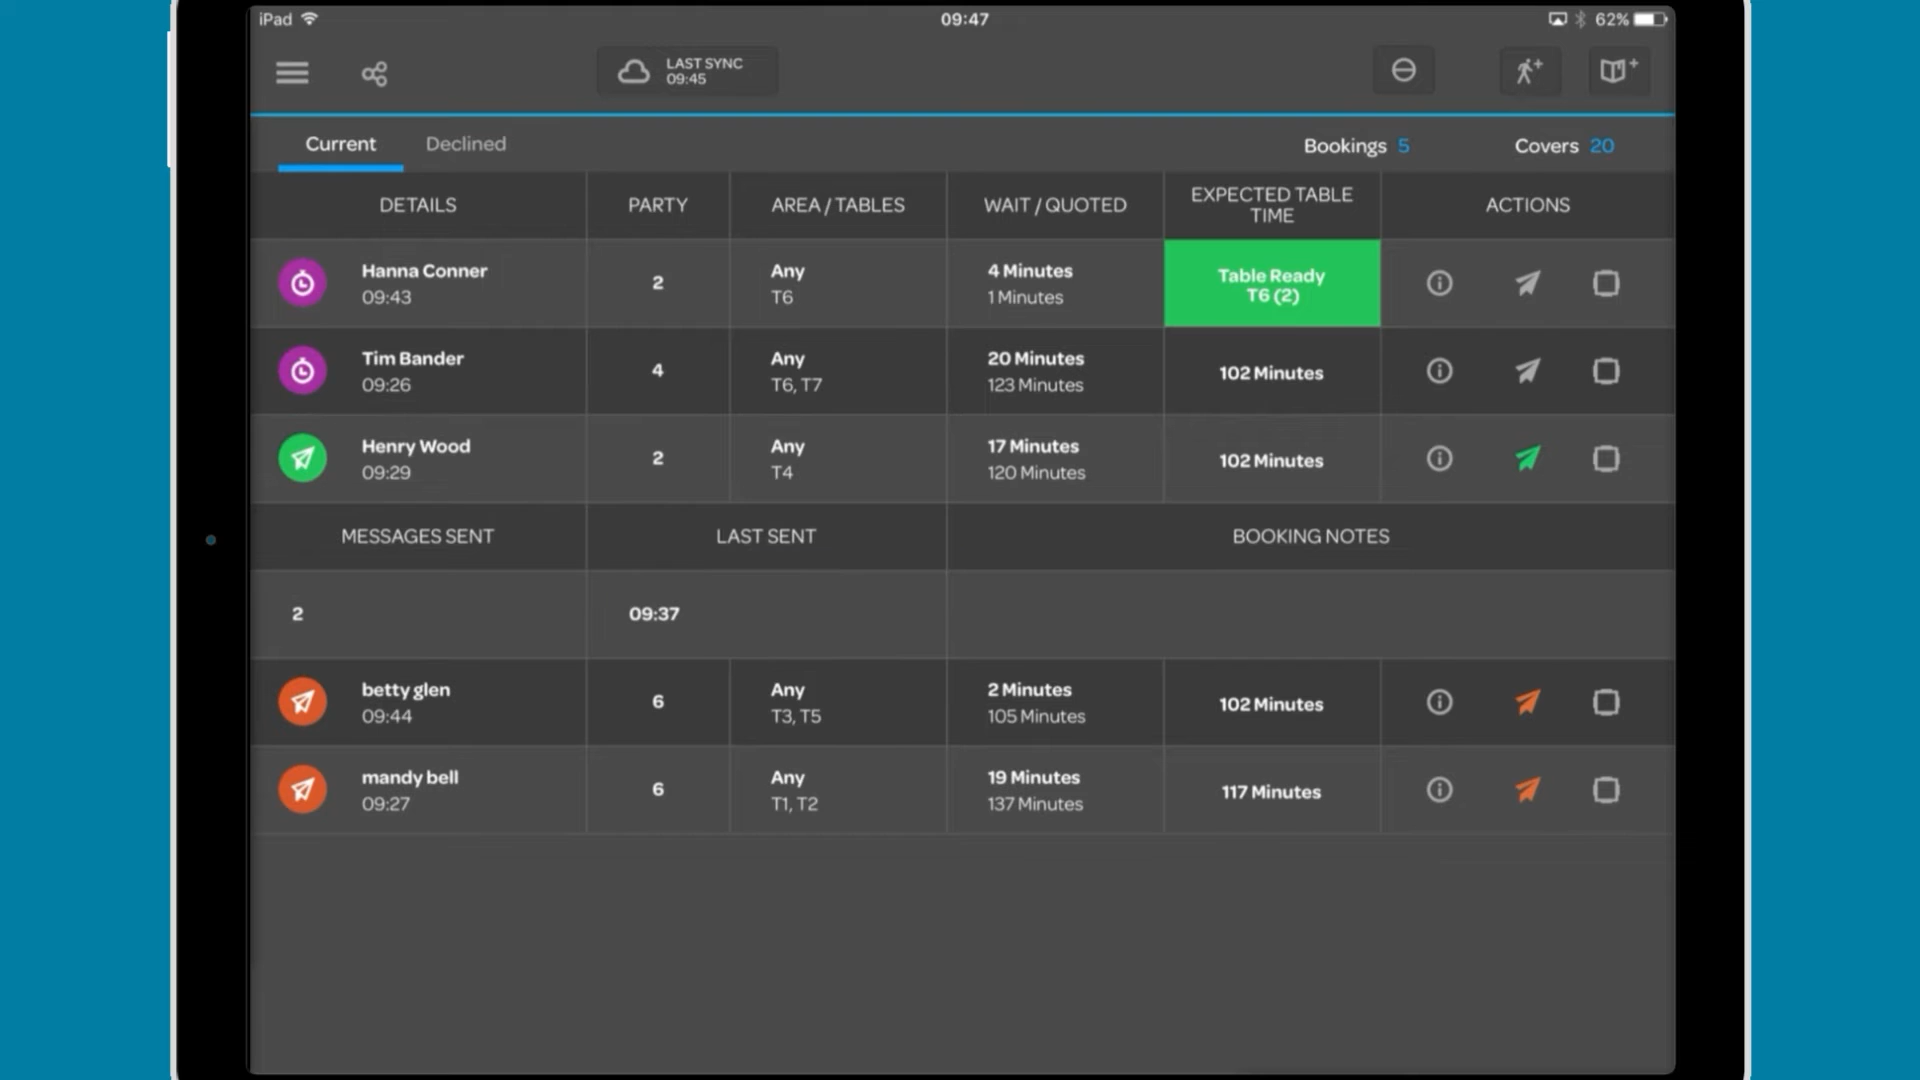 iPad 09:47 62%
LAST SYNC
09:45
Current Declined Bookings 5 Covers 20
DETAILS PARTY AREA / TABLES WAIT / QUOTED EXPECTED TABLE TIME ACTIONS
Hanna Conner 2 Any 4 Minutes Table Ready
09:43 T6 1 Minutes T6 (2)
Tim Bander 4 Any 20 Minutes 102 Minutes
09:26 T6, T7 123 Minutes
Henry Wood 2 Any 17 Minutes 102 Minutes
09:29 T4 120 Minutes
MESSAGES SENT LAST SENT BOOKING NOTES
2 09:37
betty glen 6 Any 2 Minutes 102 Minutes
09:44 T3, T5 105 Minutes
mandy bell 6 Any 19 Minutes 117 Minutes
09:27 T1, T2 137 Minutes